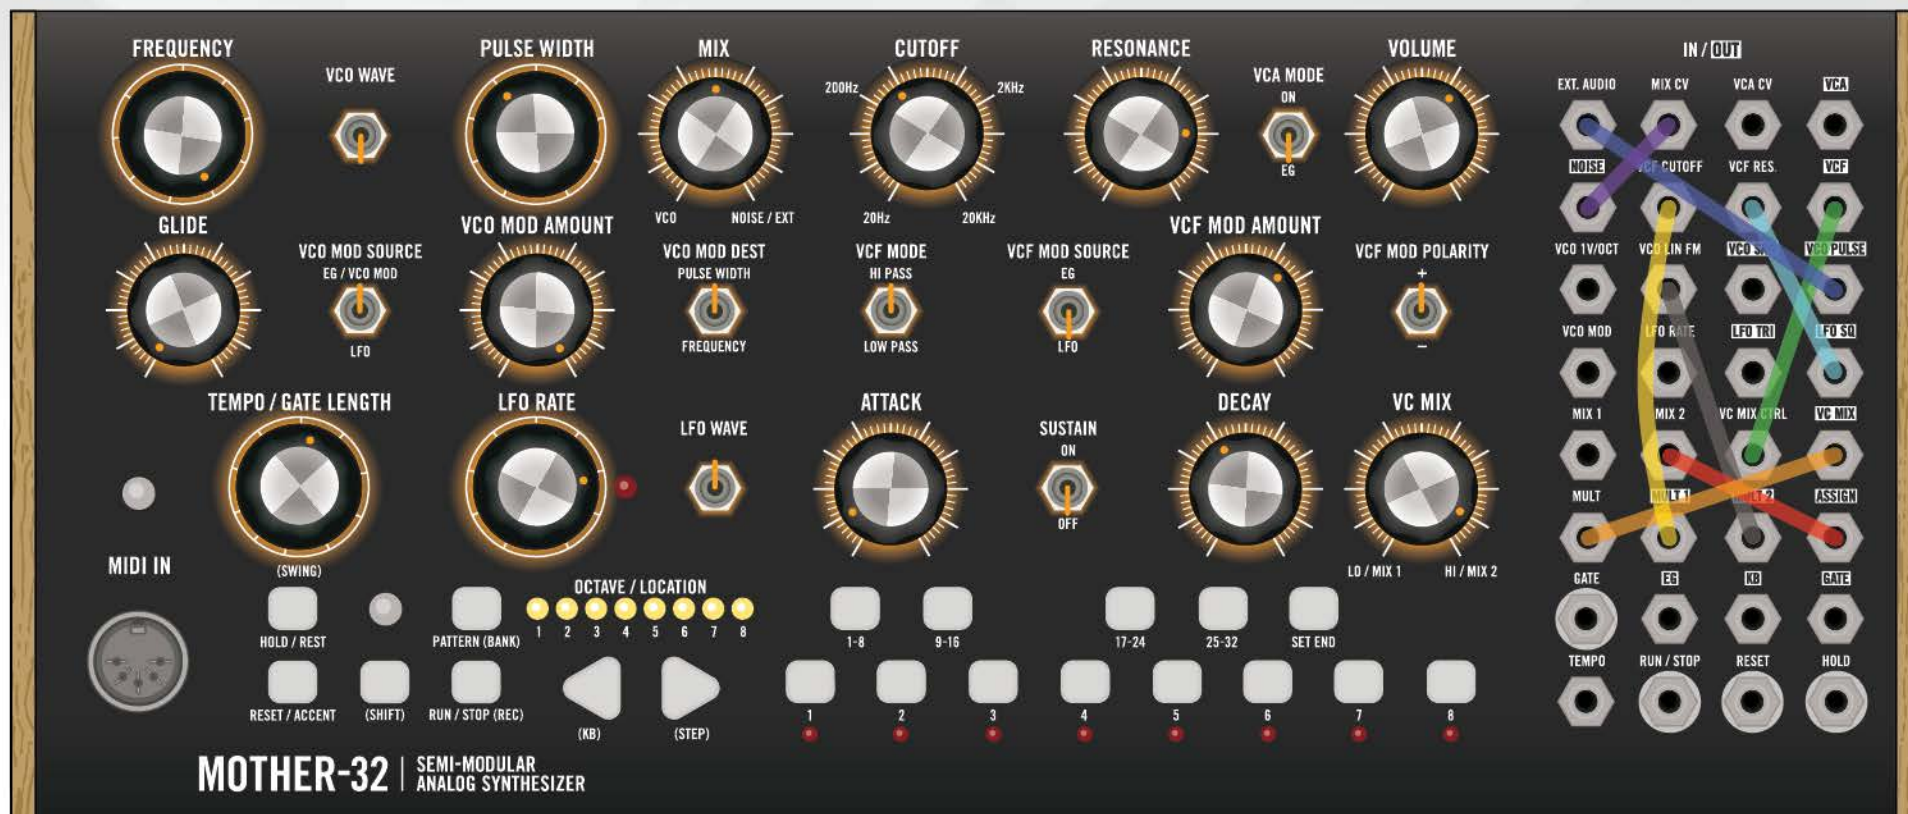 FREQUENCY
VCO WAVE
PULSE WIDTH
MIX
VCO
NOISE / EXT
CUTOFF
200Hz
2KHz
20Hz
20KHz
RESONANCE
VCA MODE
ON
EG
VOLUME
GLIDE
VCO MOD SOURCE
EG / VCO MOD
LFO
VCO MOD AMOUNT
VCO MOD DEST
PULSE WIDTH
FREQUENCY
VCF MODE
HI PASS
LOW PASS
VCF MOD SOURCE
EG
LFO
VCF MOD AMOUNT
VCF MOD POLARITY
+
–
TEMPO / GATE LENGTH
(SWING)
LFO RATE
LFO WAVE
ATTACK
SUSTAIN
ON
OFF
DECAY
VC MIX
LO / MIX 1
HI / MIX 2
MIDI IN
HOLD / REST
PATTERN (BANK)
OCTAVE / LOCATION
1 2 3 4 5 6 7 8
1-8
9-16
17-24
25-32
SET END
RESET / ACCENT
(SHIFT)
RUN / STOP (REC)
(KB)
(STEP)
1 2 3 4 5 6 7 8
MOTHER-32
SEMI-MODULAR
ANALOG SYNTHESIZER
IN / OUT
EXT. AUDIO MIX CV VCA CV VCA
NOISE VCF CUTOFF VCF RES. VCF
VCO 1V/OCT VCO LIN FM VCO SAW VCO PULSE
VCO MOD LFO RATE LFO TRI LFO SQ
MIX 1 MIX 2 VC MIX CTRL VC MIX
MULT MULT 1 MULT 2 ASSIGN
GATE EG KB GATE
TEMPO RUN / STOP RESET HOLD